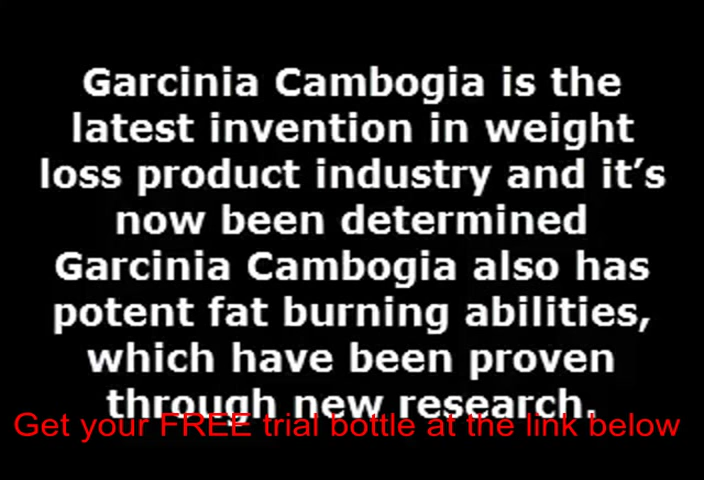 Garcinia Cambogia is the
latest invention in weight
loss product industry and it’s
now been determined
Garcinia Cambogia also has
potent fat burning abilities,
which have been proven
through new research.
Get your FREE trial bottle at the link below